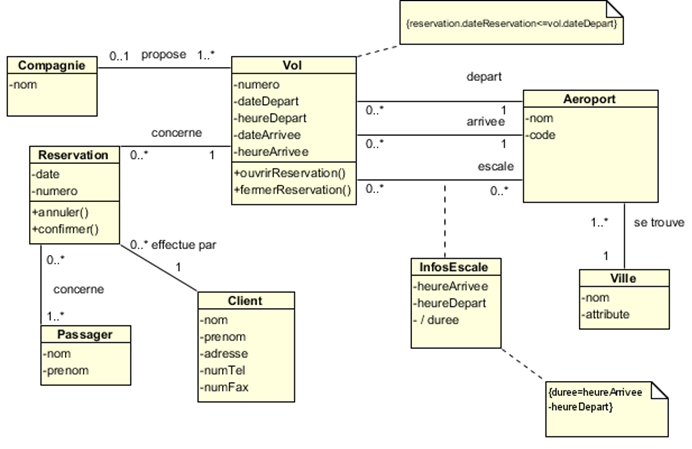 {reservation.dateReservation<=vol.dateDepart}
Compagnie
-nom
0..1
propose
1..*
Vol
-numero
-dateDepart
-heureDepart
-dateArrivee
-heureArrivee
+ouvrirReservation()
+fermerReservation()
depart
0..*
1
arrivee
0..*
1
escale
0..*
0..*
Aeroport
-nom
-code
concerne
0..*
1
Reservation
-date
-numero
+annuler()
+confirmer()
0..* effectue par
1
0..*
concerne
1..*
Passager
-nom
-prenom
Client
-nom
-prenom
-adresse
-numTel
-numFax
InfosEscale
-heureArrivee
-heureDepart
- / duree
1..*
se trouve
1
Ville
-nom
-attribute
{duree=heureArrivee
-heureDepart}